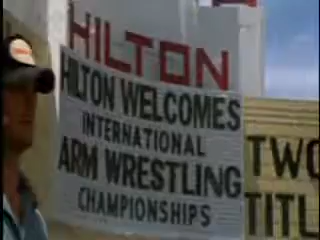 HILTON
HILTON WELCOMES
INTERNATIONAL
ARM WRESTLING
CHAMPIONSHIPS
TWO
TITL